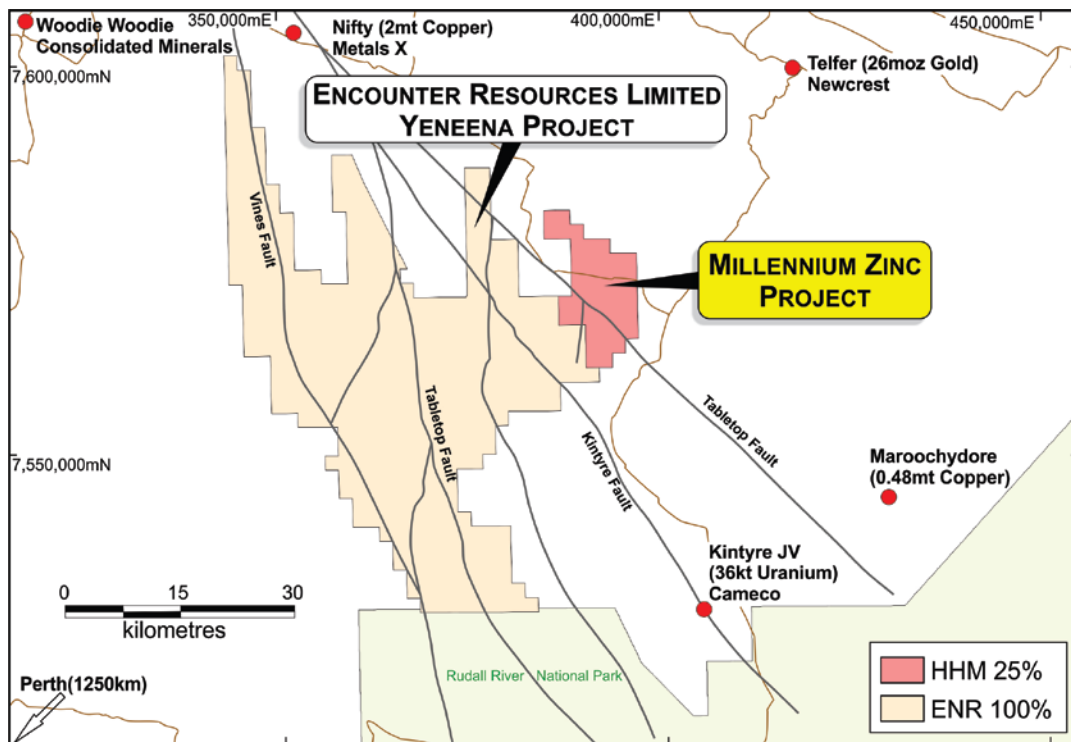 350,000mE
400,000mE
450,000mE
Woodie Woodie
Consolidated Minerals
Nifty (2mt Copper)
Metals X
Telfer (26moz Gold)
Newcrest
7,600,000mN
ENCOUNTER RESOURCES LIMITED
YENEENA PROJECT
Vines Fault
MILLENNIUM ZINC
PROJECT
Tabletop Fault
Tabletop Fault
Kintyre Fault
7,550,000mN
Maroochydore
(0.48mt Copper)
Kintyre JV
(36kt Uranium)
Cameco
0 15 30
kilometres
Rudall River National Park
HHM 25%
ENR 100%
Perth(1250km)